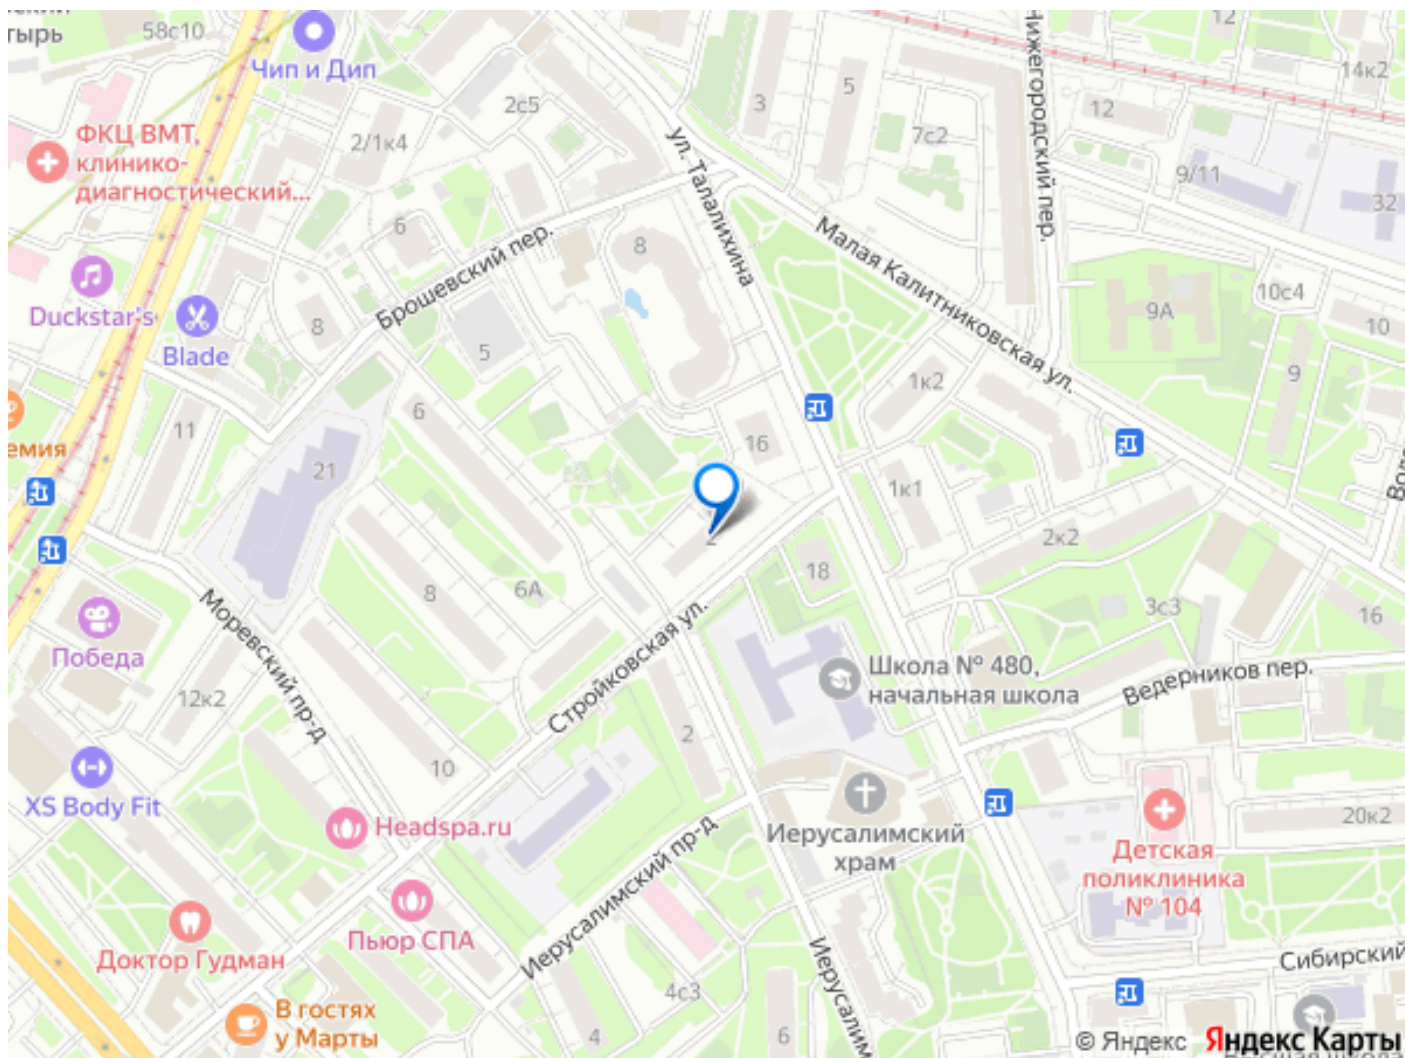 тырь
58с10
Чип и Дип
12
14к2
ФКЦ ВМТ,
клинико-
диагностический...
2/1к4
2с5
3
5
7с2
12
9/11
32
ул. Талалихина
Нижегородский пер.
Малая Калитниковская ул.
Брошевский пер.
6
8
Duckstar's
Blade
8
5
9А
10с4
10
9
1к2
6
11
емия
21
16
1к1
2к2
2
18
8
6А
3с3
16
Моревский пр-д
Победа
12к2
Стройковская ул.
Школа № 480,
начальная школа
Ведерников пер.
2
10
XS Body Fit
Headspa.ru
Иерусалимский
храм
20к2
Детская
поликлиника
№ 104
Иерусалимский пр-д
Доктор Гудман
Пьюр СПА
Иерусалим
Сибирский
4с3
В гостях
у Марты
4
6
© Яндекс Яндекс Карты